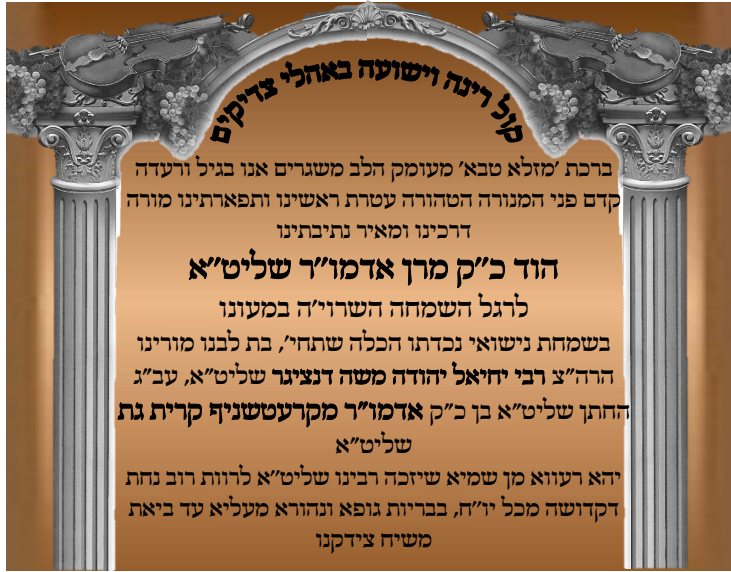 קול רינה וישועה באהלי צדיקים
ברכת 'מזלא טבא' מעומק הלב משגרים אנו בגיל ורעדה
קדם פני המנורה הטהורה עטרת ראשינו ותפארתינו מורה
דרכינו ומאיר נתיבתינו
הוד כ"ק מרן אדמו"ר שליט"א
לרגל השמחה השרוי'ה במעונו
בשמחת נישואי נכדתו הכלה שתחי', בת לבנו מורינו
הרה"צ רבי יחיאל יהודה משה דנציגר שליט"א, עב"ג
החתן שליט"א בן כ"ק אדמו"ר מקרעטשניף קרית גת
שליט"א
יהא רעווא מן שמיא שיזכה רבינו שליט"א לרוות רוב נחת
דקדושה מכל יו"ח, בבריות גופא ונהורא מעליא עד ביאת
משיח צידקנו